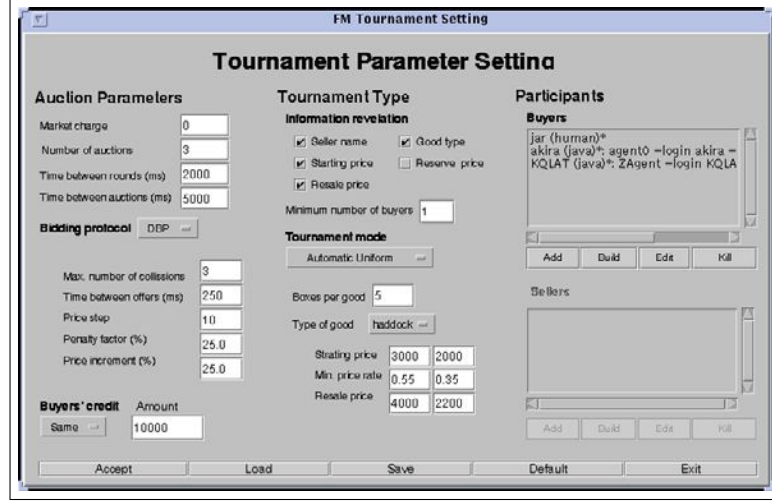 FM Tournament Setting
Tournament Parameter Setting
Auction Parameters
Market charge 0
Number of auctions 3
Time between rounds (ms) 2000
Time between auctions (ms) 5000
Bidding protocol DBP
Max. number of collissions 3
Time between offers (ms) 250
Price step 10
Penalty factor (%) 25.0
Price increment (%) 25.0
Buyers' credit Amount
Same 10000
Tournament Type
Information revelation
Seller name Good type
Starting price Reserve price
Resale price
Minimum number of buyers 1
Tournament mode
Automatic Uniform
Boxes per good 5
Type of good haddock
Strating price 3000 2000
Min. price rate 0.55 0.35
Resale price 4000 2200
Participants
Buyers
jar (human)*
akira (java)*: agent0 -login akira -
KQLAT (java)*: ZAgent -login KQLA
Add Build Edit Kill
Sellers
Add Build Edit Kill
Accept Load Save Default Exit